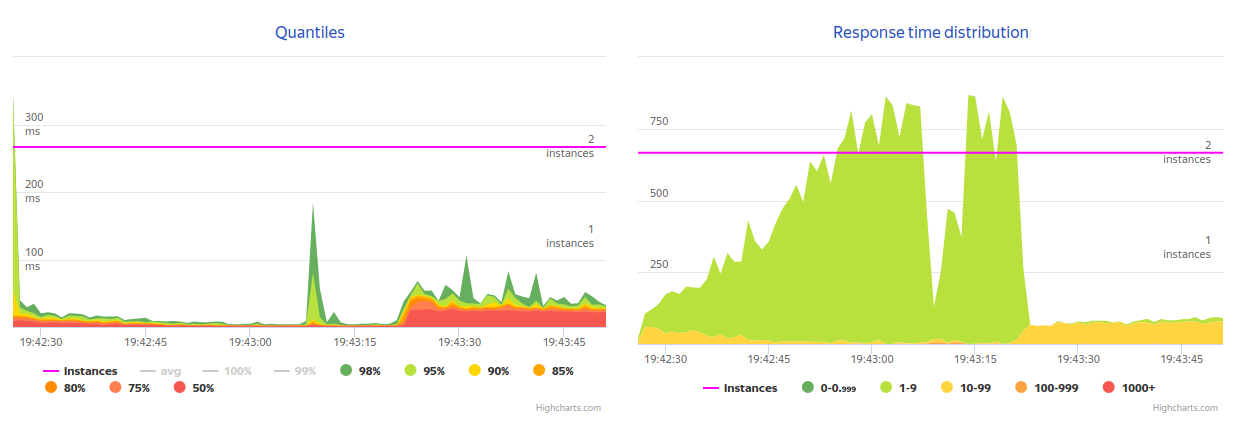 Quantiles
300
ms
2
instances
200
ms
1
instances
100
ms
19:42:30 19:42:45 19:43:00 19:43:15 19:43:30 19:43:45
Instances avg 100% 99% 98% 95% 90% 85%
80% 75% 50%
Highcharts.com
Response time distribution
750
2
instances
500
1
instances
250
19:42:30 19:42:45 19:43:00 19:43:15 19:43:30 19:43:45
Instances 0-0.999 1-9 10-99 100-999 1000+
Highcharts.com